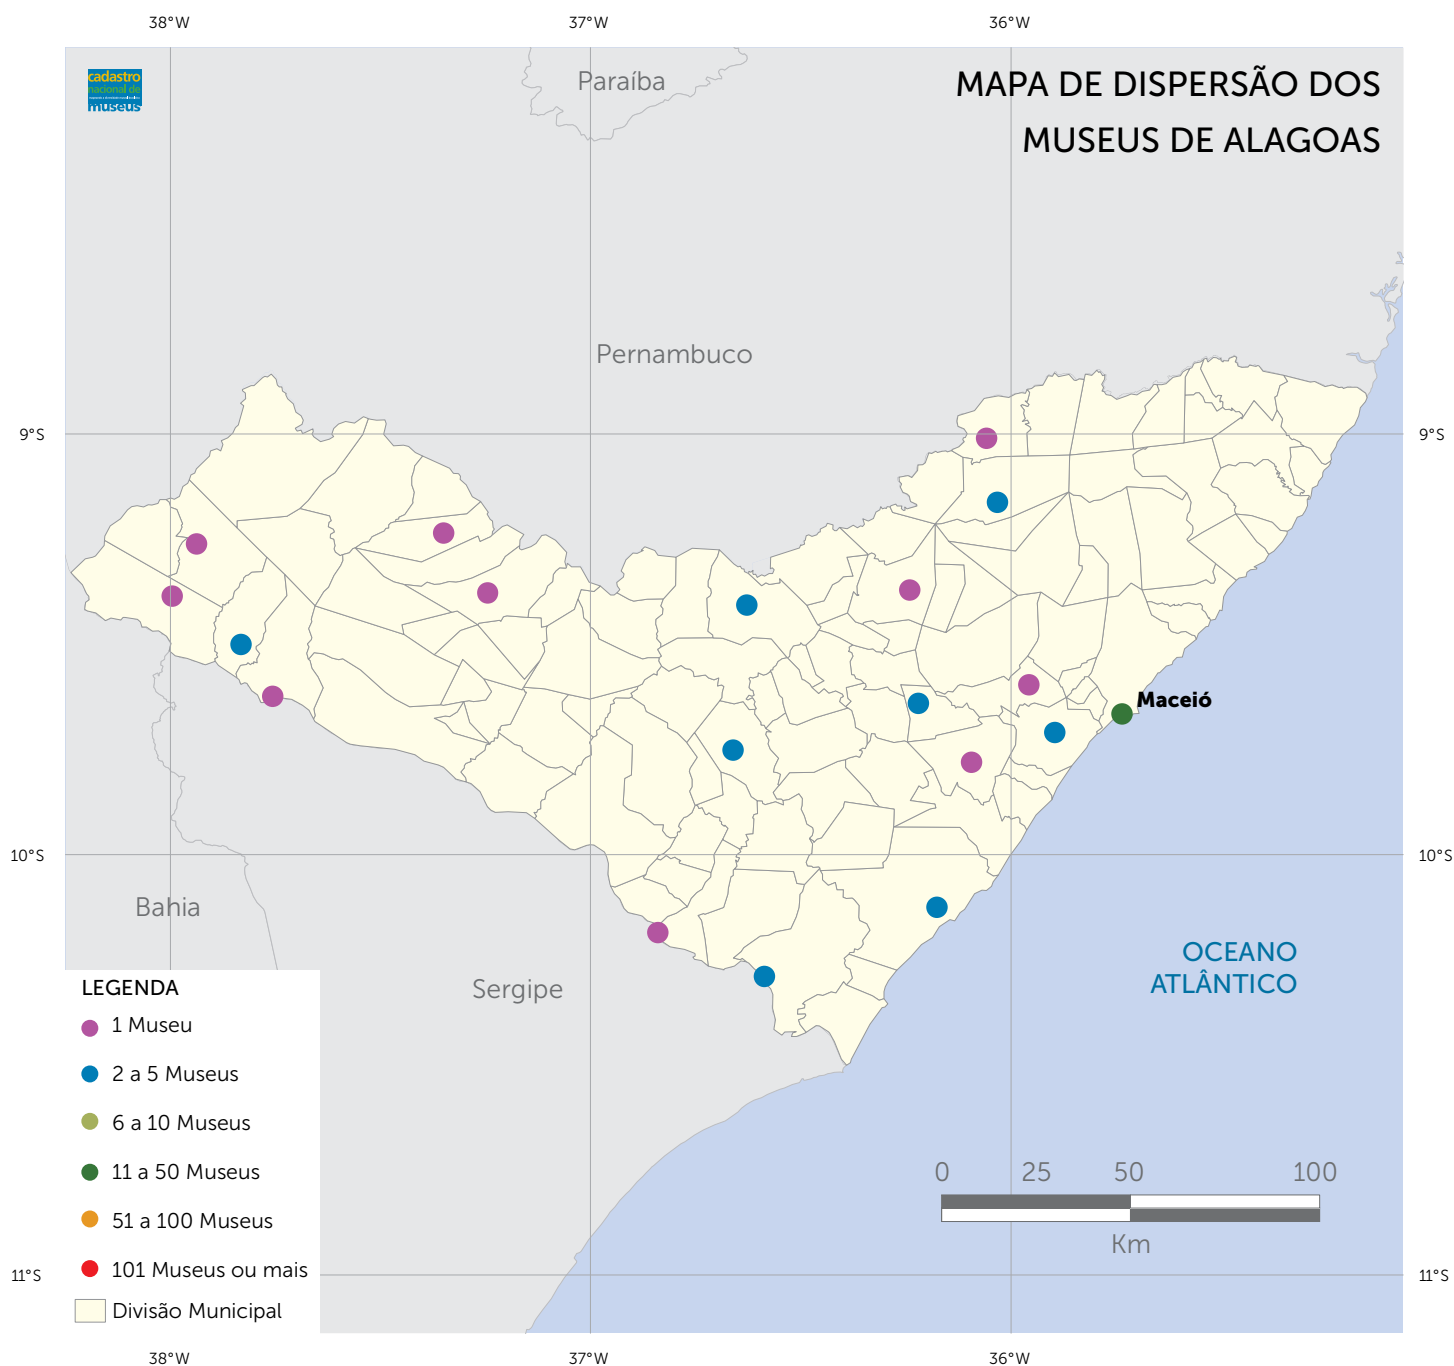 38°W
37°W
36°W
cadastro
nacional de
museus
Paraíba
MAPA DE DISPERSÃO DOS
MUSEUS DE ALAGOAS
Pernambuco
9°S
9°S
Maceió
10°S
10°S
Bahia
Sergipe
OCEANO
ATLÂNTICO
LEGENDA
1 Museu
2 a 5 Museus
6 a 10 Museus
11 a 50 Museus
51 a 100 Museus
101 Museus ou mais
Divisão Municipal
0 25 50 100
Km
11°S
11°S
38°W
37°W
36°W